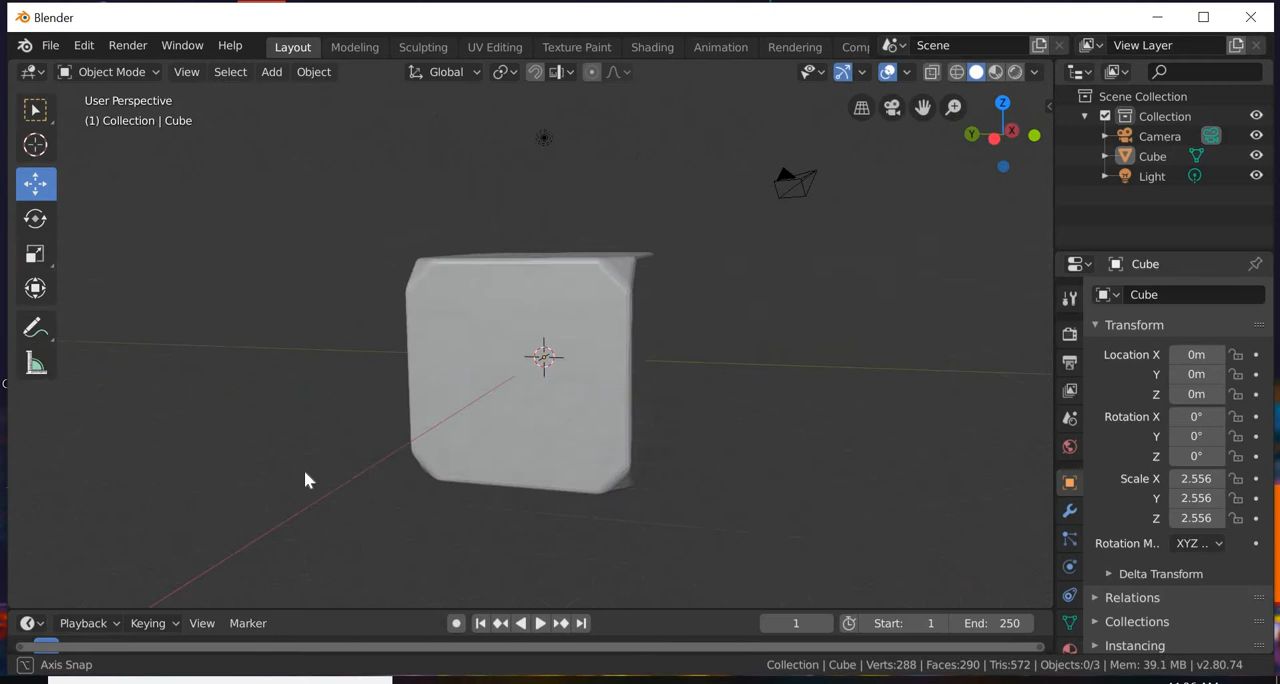 Blender
File Edit Render Window Help Layout Modeling Sculpting UV Editing Texture Paint Shading Animation Rendering Comp Scene View Layer
Object Mode View Select Add Object Global
User Perspective
(1) Collection | Cube
Z
Y
X
Scene Collection
Collection
Camera
Cube
Light
Cube
Cube
Transform
Location X 0m
Y 0m
Z 0m
Rotation X 0°
Y 0°
Z 0°
Scale X 2.556
Y 2.556
Z 2.556
Rotation M.. XYZ ..
Delta Transform
Relations
Collections
Instancing
Playback Keying View Marker 1 Start: 1 End: 250
Axis Snap Collection | Cube | Verts:288 | Faces:290 | Tris:572 | Objects:0/3 | Mem: 39.1 MB | v2.80.74